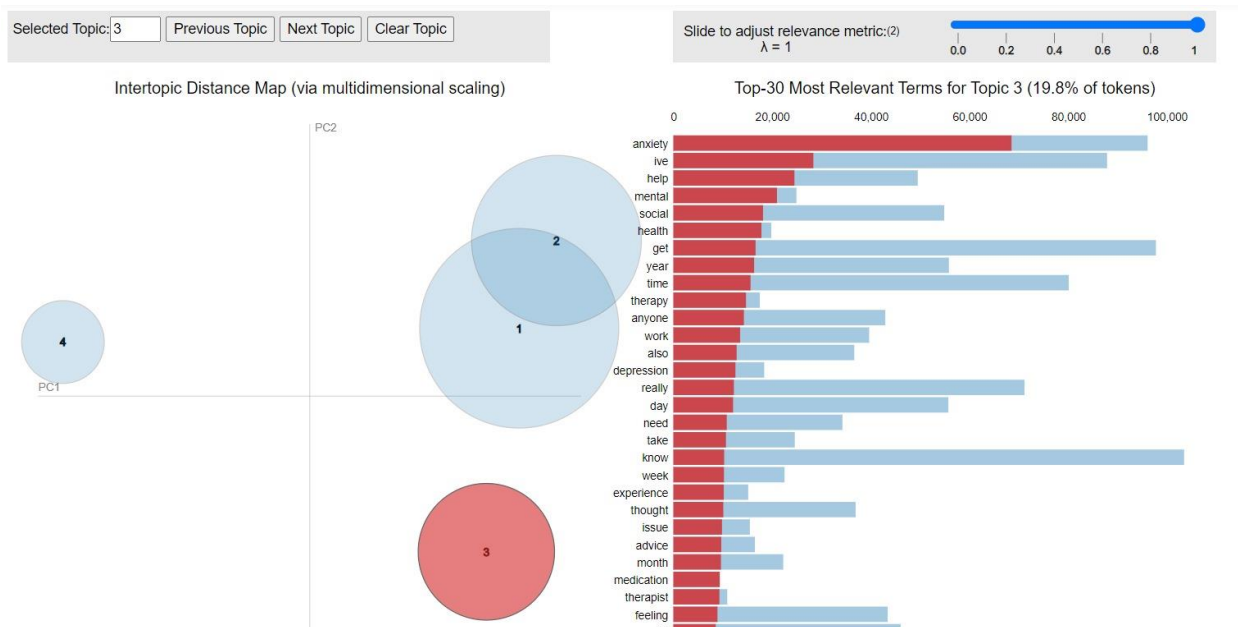 Selected Topic: 3 Previous Topic Next Topic Clear Topic
Slide to adjust relevance metric:(2)
λ = 1
0.0 0.2 0.4 0.6 0.8 1
Intertopic Distance Map (via multidimensional scaling)
PC2
PC1
2
1
4
3
Top-30 Most Relevant Terms for Topic 3 (19.8% of tokens)
0 20,000 40,000 60,000 80,000 100,000
anxiety
ive
help
mental
social
health
get
year
time
therapy
anyone
work
also
depression
really
day
need
take
know
week
experience
thought
issue
advice
month
medication
therapist
feeling